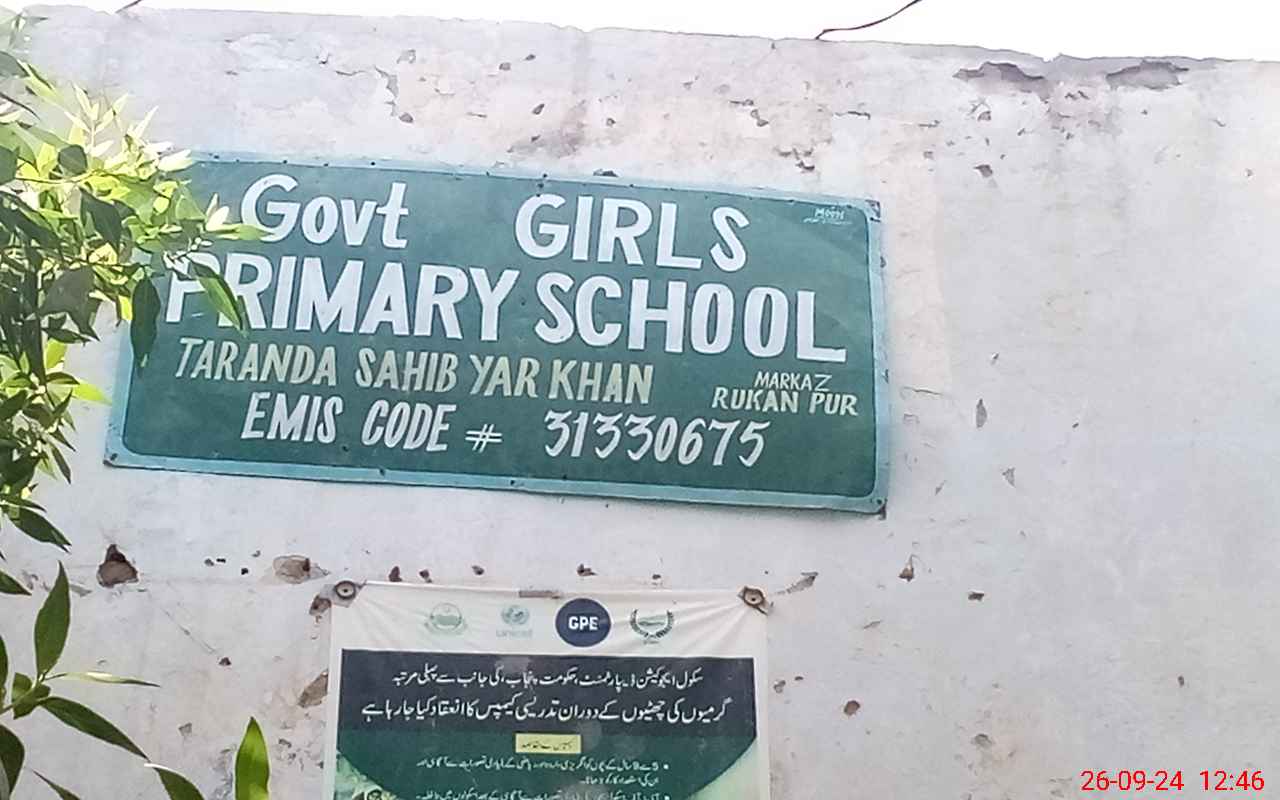 Govt GIRLS
MOON
PRIMARY SCHOOL
TARANDA SAHIB YAR KHAN
MARKAZ
RUKAN PUR
EMIS CODE # 31330675
unicef
GPE
سکول ایجوکیشن ڈیپارٹمنٹ، حکومت پنجاب، کی جانب سے پہلی مرتبہ
گرمیوں کی چھٹیوں کے دوران تدریسی کیمپس کا انعقاد کیا جا رہا ہے
26-09-24 12:46